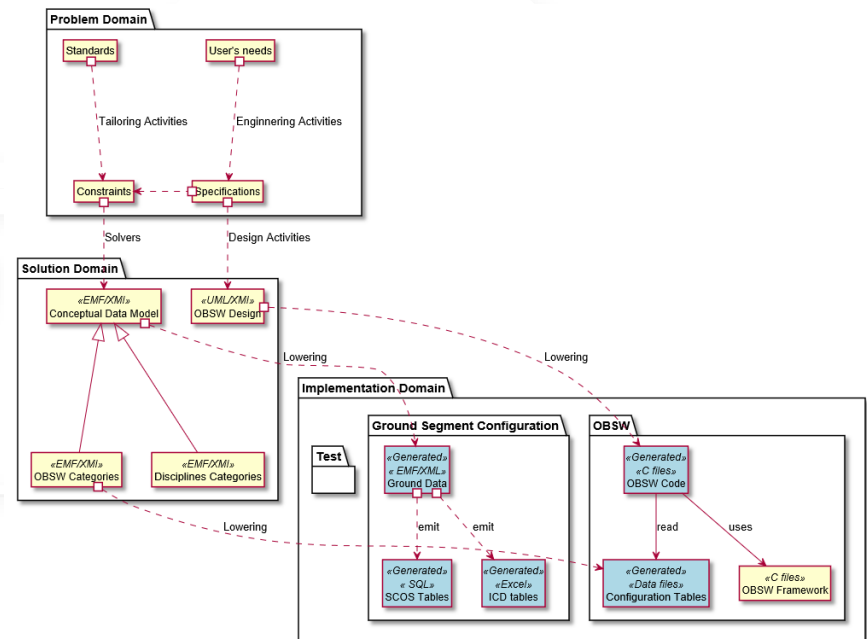 Problem Domain
Standards
User's needs
Tailoring Activities
Enginnering Activities
Constraints
Specifications
Solvers
Design Activities
Solution Domain
«EMF/XMI»
Conceptual Data Model
«UML/XMI»
OBSW Design
Lowering
Lowering
Implementation Domain
Ground Segment Configuration
OBSW
Test
«Generated»
« EMF/XML»
Ground Data
«Generated»
«C files»
OBSW Code
«EMF/XMI»
OBSW Categories
«EMF/XMI»
Disciplines Categories
Lowering
emit
emit
read
uses
«Generated»
« SQL»
SCOS Tables
«Generated»
«Excel»
ICD tables
«Generated»
«Data files»
Configuration Tables
«C files»
OBSW Framework